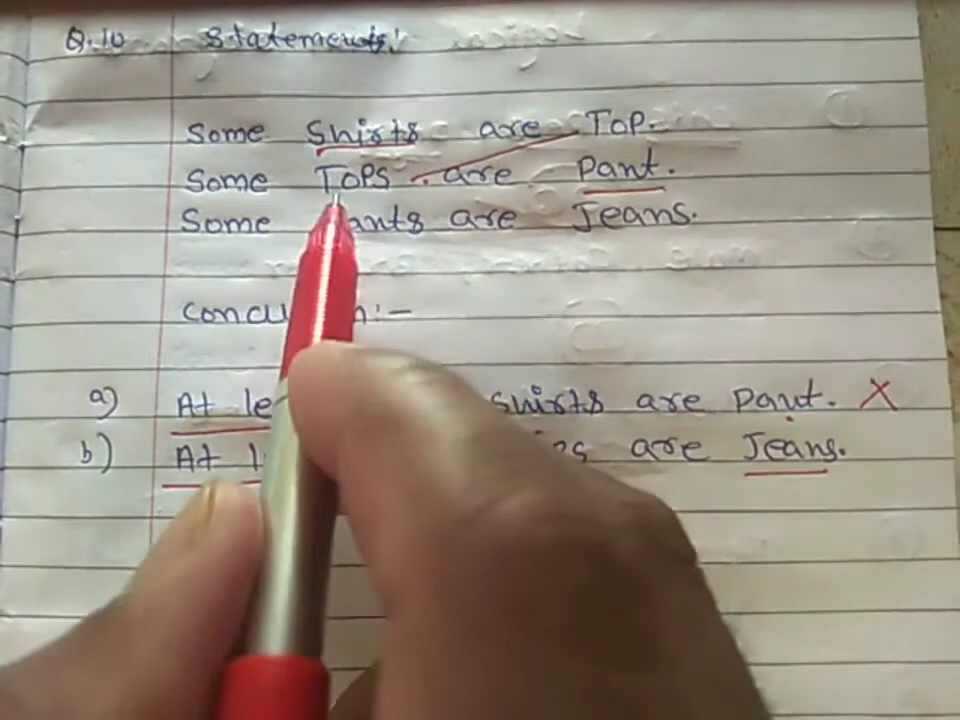 Q.10 Statements:
Some Shirts are Top.
Some Tops are Pant.
Some ants are Jeans.
Conclu n:-
a) At le shirts are pant. X
b) At l ps are Jeans.